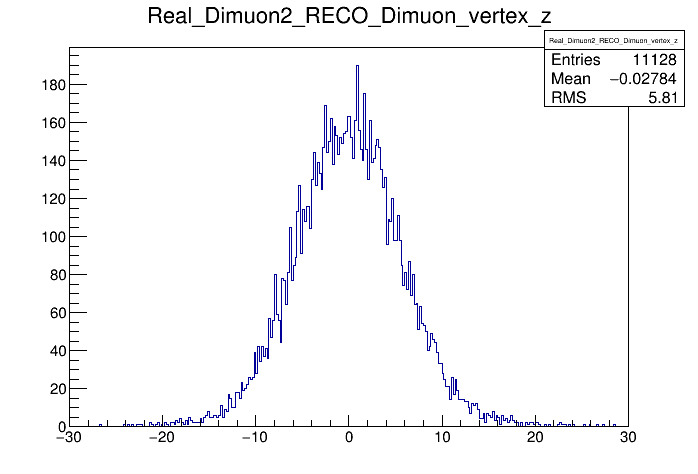 Real_Dimuon2_RECO_Dimuon_vertex_z
Real_Dimuon2_RECO_Dimuon_vertex_z
Entries 11128
Mean −0.02784
RMS 5.81
180
160
140
120
100
80
60
40
20
0
−30 −20 −10 0 10 20 30